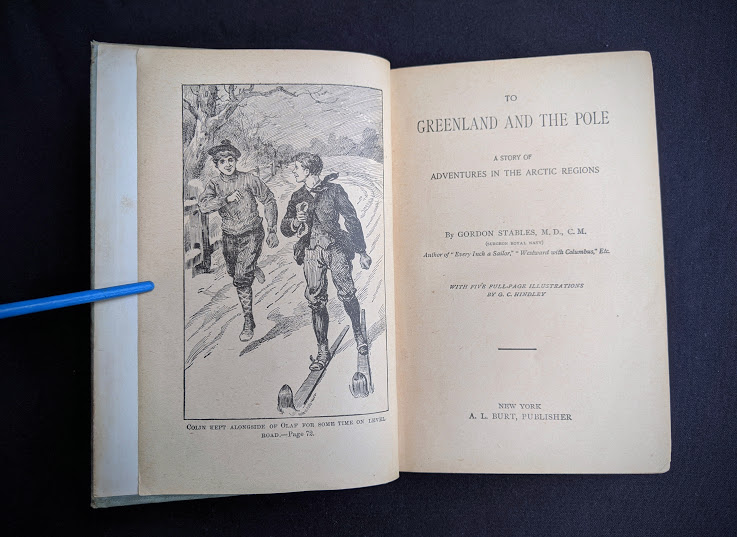 COLIN KEPT ALONGSIDE OF OLAF FOR SOME TIME ON LEVEL
ROAD.—Page 72.
TO
GREENLAND AND THE POLE
A STORY OF
ADVENTURES IN THE ARCTIC REGIONS
By GORDON STABLES, M. D., C. M.
(SURGEON ROYAL NAVY)
Author of "Every Inch a Sailor," "Westward with Columbus," Etc.
WITH FIVE FULL-PAGE ILLUSTRATIONS
BY G. C. HINDLEY
NEW YORK
A. L. BURT, PUBLISHER